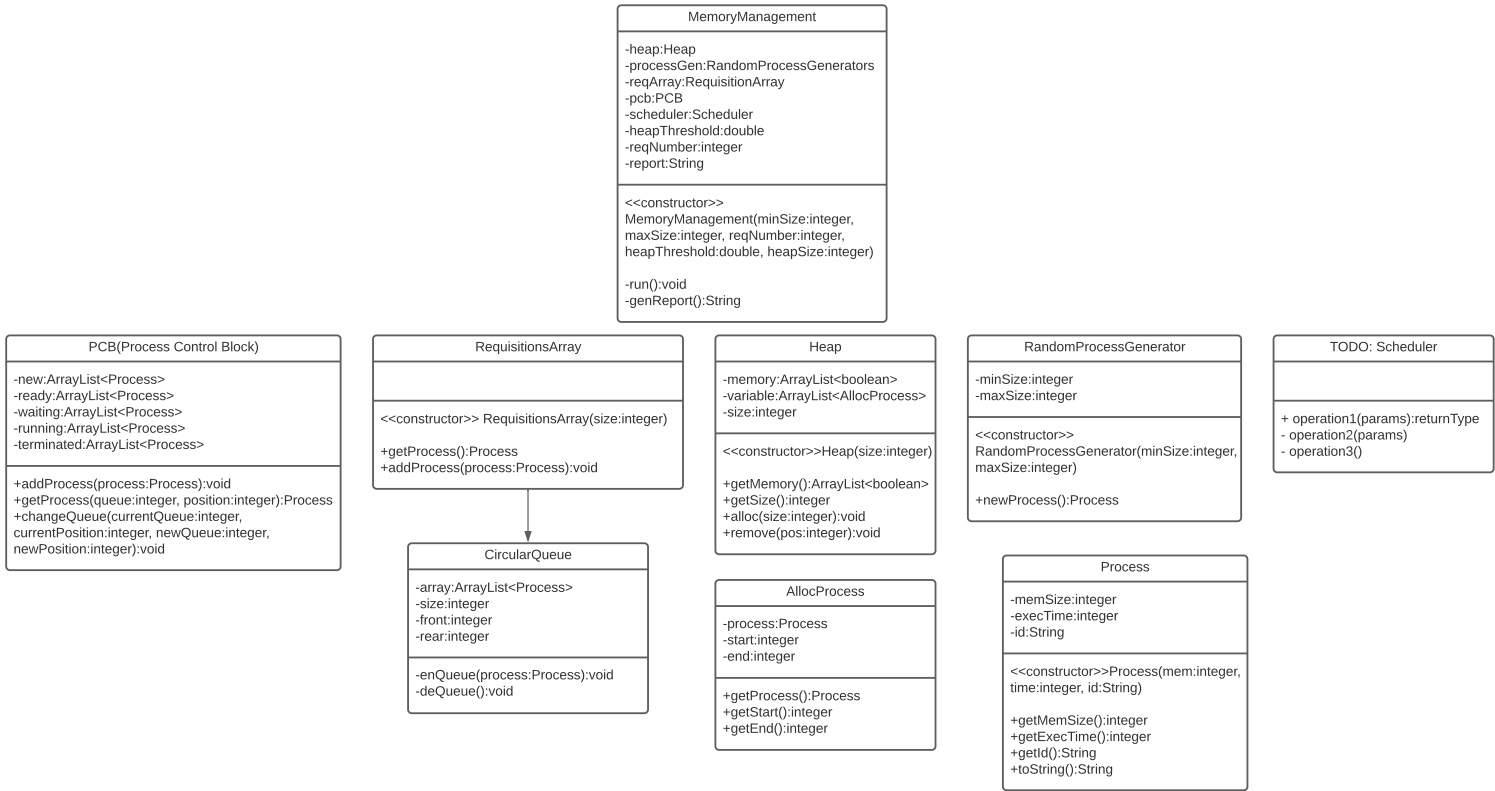 MemoryManagement
-heap:Heap
-processGen:RandomProcessGenerators
-reqArray:RequisitionArray
-pcb:PCB
-scheduler:Scheduler
-heapThreshold:double
-reqNumber:integer
-report:String
<<constructor>>
MemoryManagement(minSize:integer,
maxSize:integer, reqNumber:integer,
heapThreshold:double, heapSize:integer)
-run():void
-genReport():String
PCB(Process Control Block)
-new:ArrayList<Process>
-ready:ArrayList<Process>
-waiting:ArrayList<Process>
-running:ArrayList<Process>
-terminated:ArrayList<Process>
+addProcess(process:Process):void
+getProcess(queue:integer, position:integer):Process
+changeQueue(currentQueue:integer,
currentPosition:integer, newQueue:integer,
newPosition:integer):void
RequisitionsArray
<<constructor>> RequisitionsArray(size:integer)
+getProcess():Process
+addProcess(process:Process):void
CircularQueue
-array:ArrayList<Process>
-size:integer
-front:integer
-rear:integer
-enQueue(process:Process):void
-deQueue():void
Heap
-memory:ArrayList<boolean>
-variable:ArrayList<AllocProcess>
-size:integer
<<constructor>>Heap(size:integer)
+getMemory():ArrayList<boolean>
+getSize():integer
+alloc(size:integer):void
+remove(pos:integer):void
AllocProcess
-process:Process
-start:integer
-end:integer
+getProcess():Process
+getStart():integer
+getEnd():integer
RandomProcessGenerator
-minSize:integer
-maxSize:integer
<<constructor>>
RandomProcessGenerator(minSize:integer,
maxSize:integer)
+newProcess():Process
Process
-memSize:integer
-execTime:integer
-id:String
<<constructor>>Process(mem:integer,
time:integer, id:String)
+getMemSize():integer
+getExecTime():integer
+getId():String
+toString():String
TODO: Scheduler
+ operation1(params):returnType
- operation2(params)
- operation3()